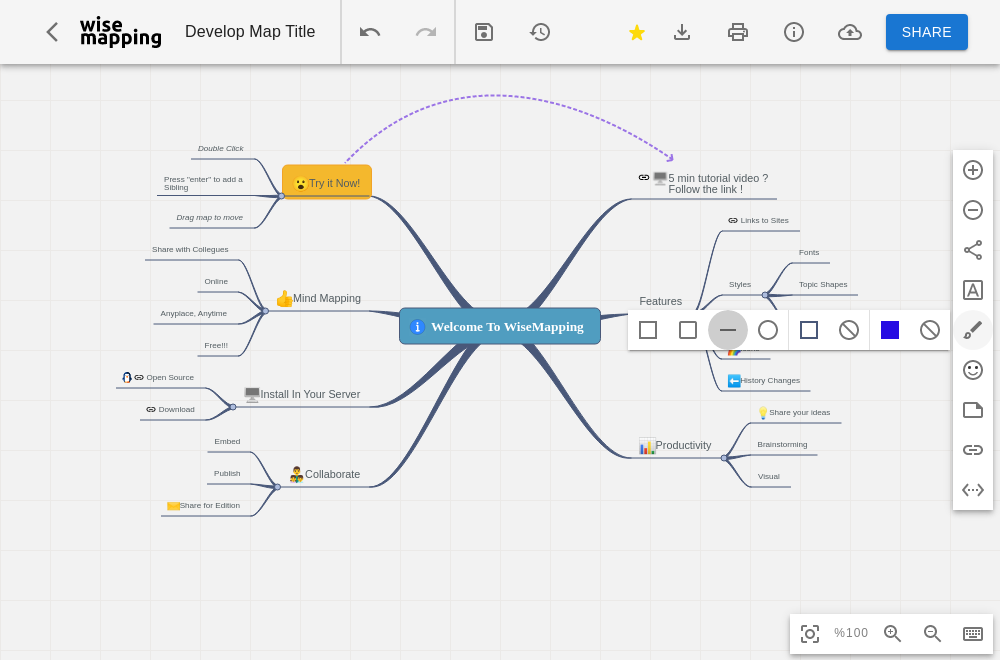 wise
mapping
Develop Map Title
SHARE
Double Click
Press "enter" to add a
Sibling
Drag map to move
Try it Now!
5 min tutorial video ?
Follow the link !
Share with Collegues
Online
Anyplace, Anytime
Free!!!
Mind Mapping
Links to Sites
Fonts
Styles
Topic Shapes
Features
Welcome To WiseMapping
Open Source
Download
Install In Your Server
History Changes
Embed
Publish
Share for Edition
Collaborate
Productivity
Share your ideas
Brainstorming
Visual
%100